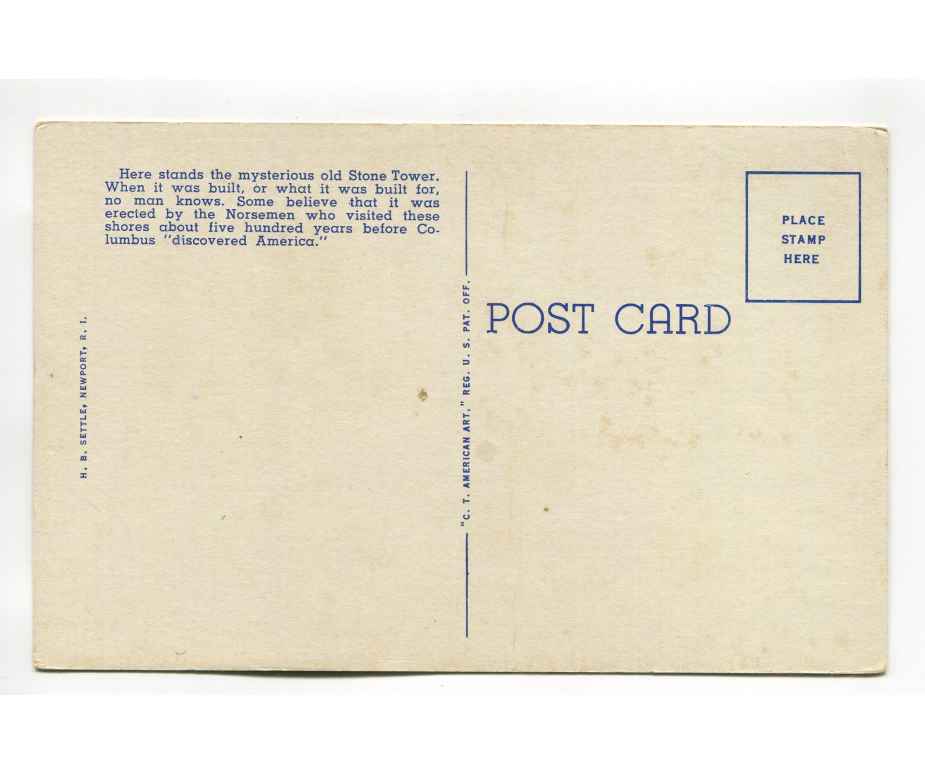 Here stands the mysterious old Stone Tower.
When it was built, or what it was built for,
no man knows. Some believe that it was
erected by the Norsemen who visited these
shores about five hundred years before Co-
lumbus "discovered America."
H. B. SETTLE, NEWPORT, R. I.
"C. T. AMERICAN ART," REG. U. S. PAT. OFF.
POST CARD
PLACE
STAMP
HERE